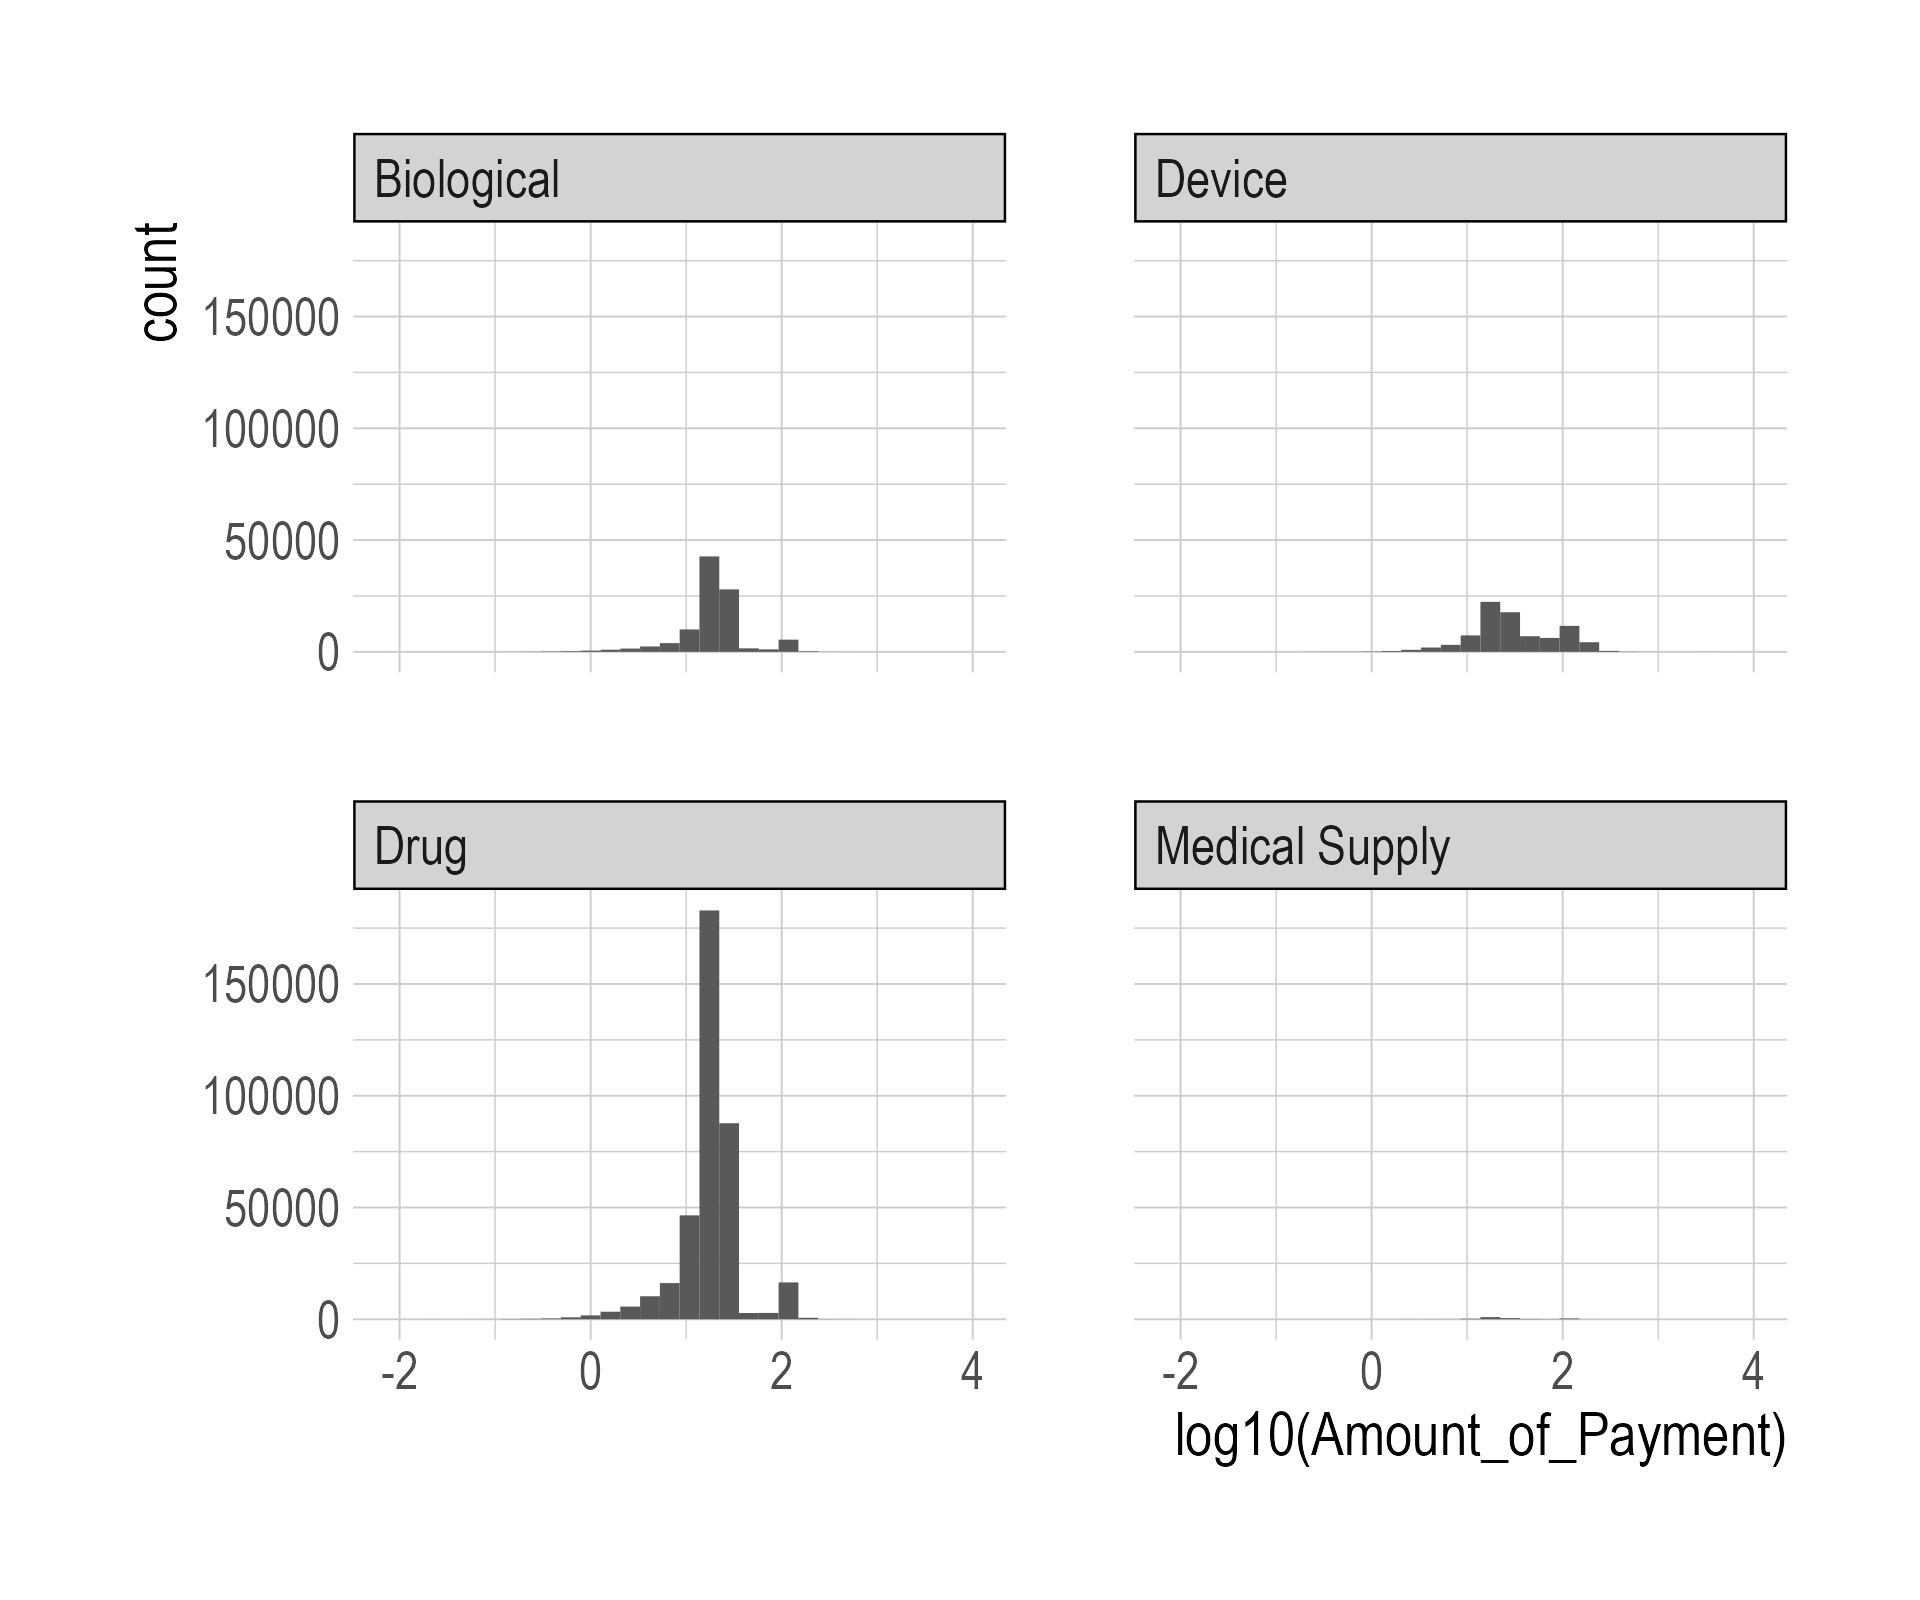 Biological
Device
count
150000
100000
50000
0
Drug
Medical Supply
150000
100000
50000
0
-2 0 2 4
-2 0 2 4
log10(Amount_of_Payment)